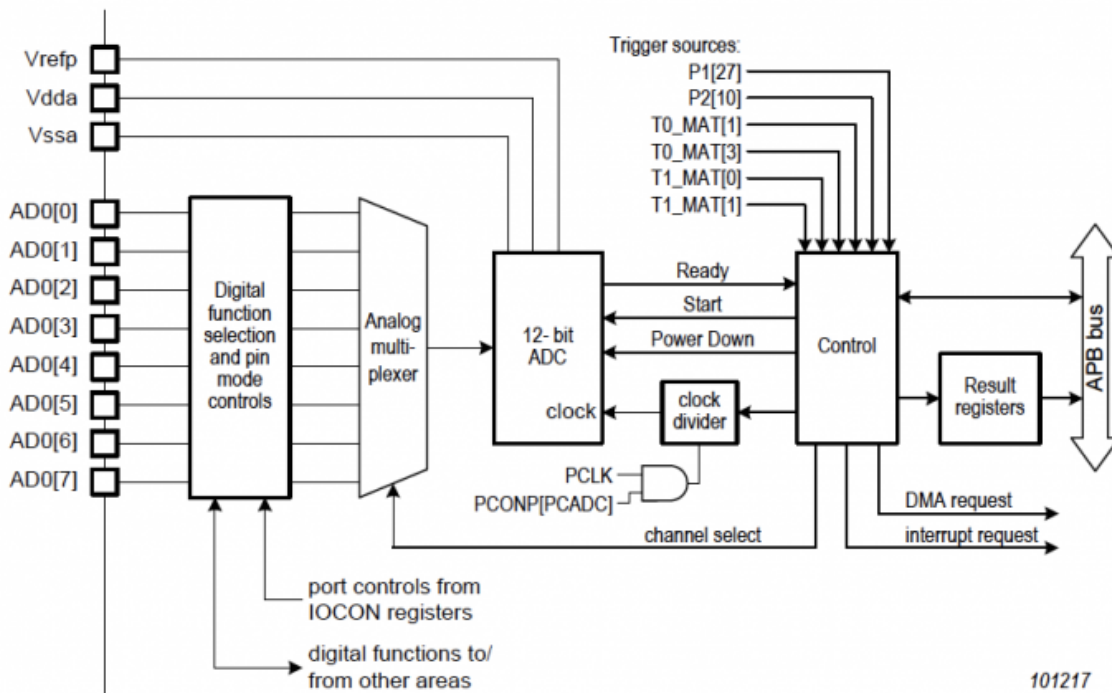 Trigger sources:
Vrefp
P1[27]
Vdda
P2[10]
T0_MAT[1]
Vssa
T0_MAT[3]
T1_MAT[0]
T1_MAT[1]
AD0[0]
AD0[1]
AD0[2]
AD0[3]
AD0[4]
AD0[5]
AD0[6]
AD0[7]
Digital
function
selection
and pin
mode
controls
Analog
multi-
plexer
12- bit
ADC
clock
Ready
Start
Power Down
clock
divider
Control
Result
registers
APB bus
PCLK
PCONP[PCADC]
DMA request
channel select
interrupt request
port controls from
IOCON registers
digital functions to/
from other areas
101217